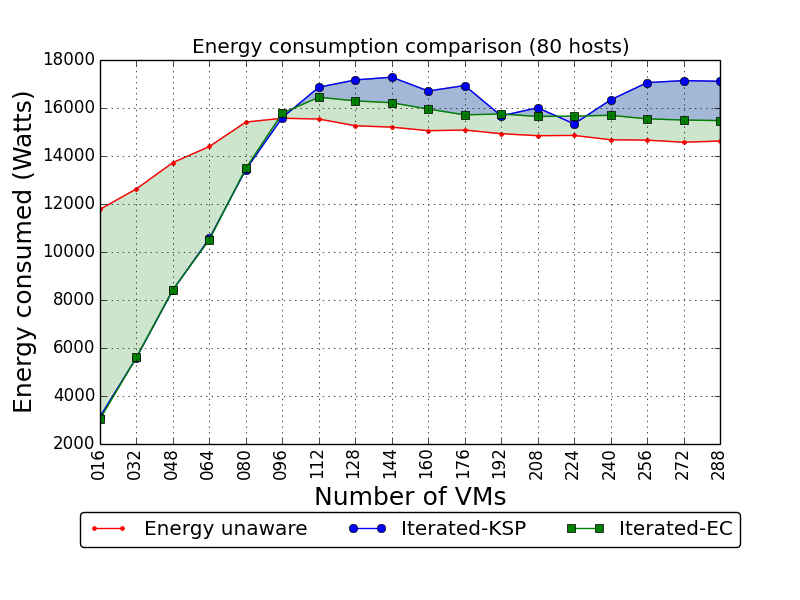 Energy consumption comparison (80 hosts)
18000
16000
14000
12000
10000
8000
6000
4000
2000
Energy consumed (Watts)
016 032 048 064 080 096 112 128 144 160 176 192 208 224 240 256 272 288
Number of VMs
Energy unaware Iterated-KSP Iterated-EC